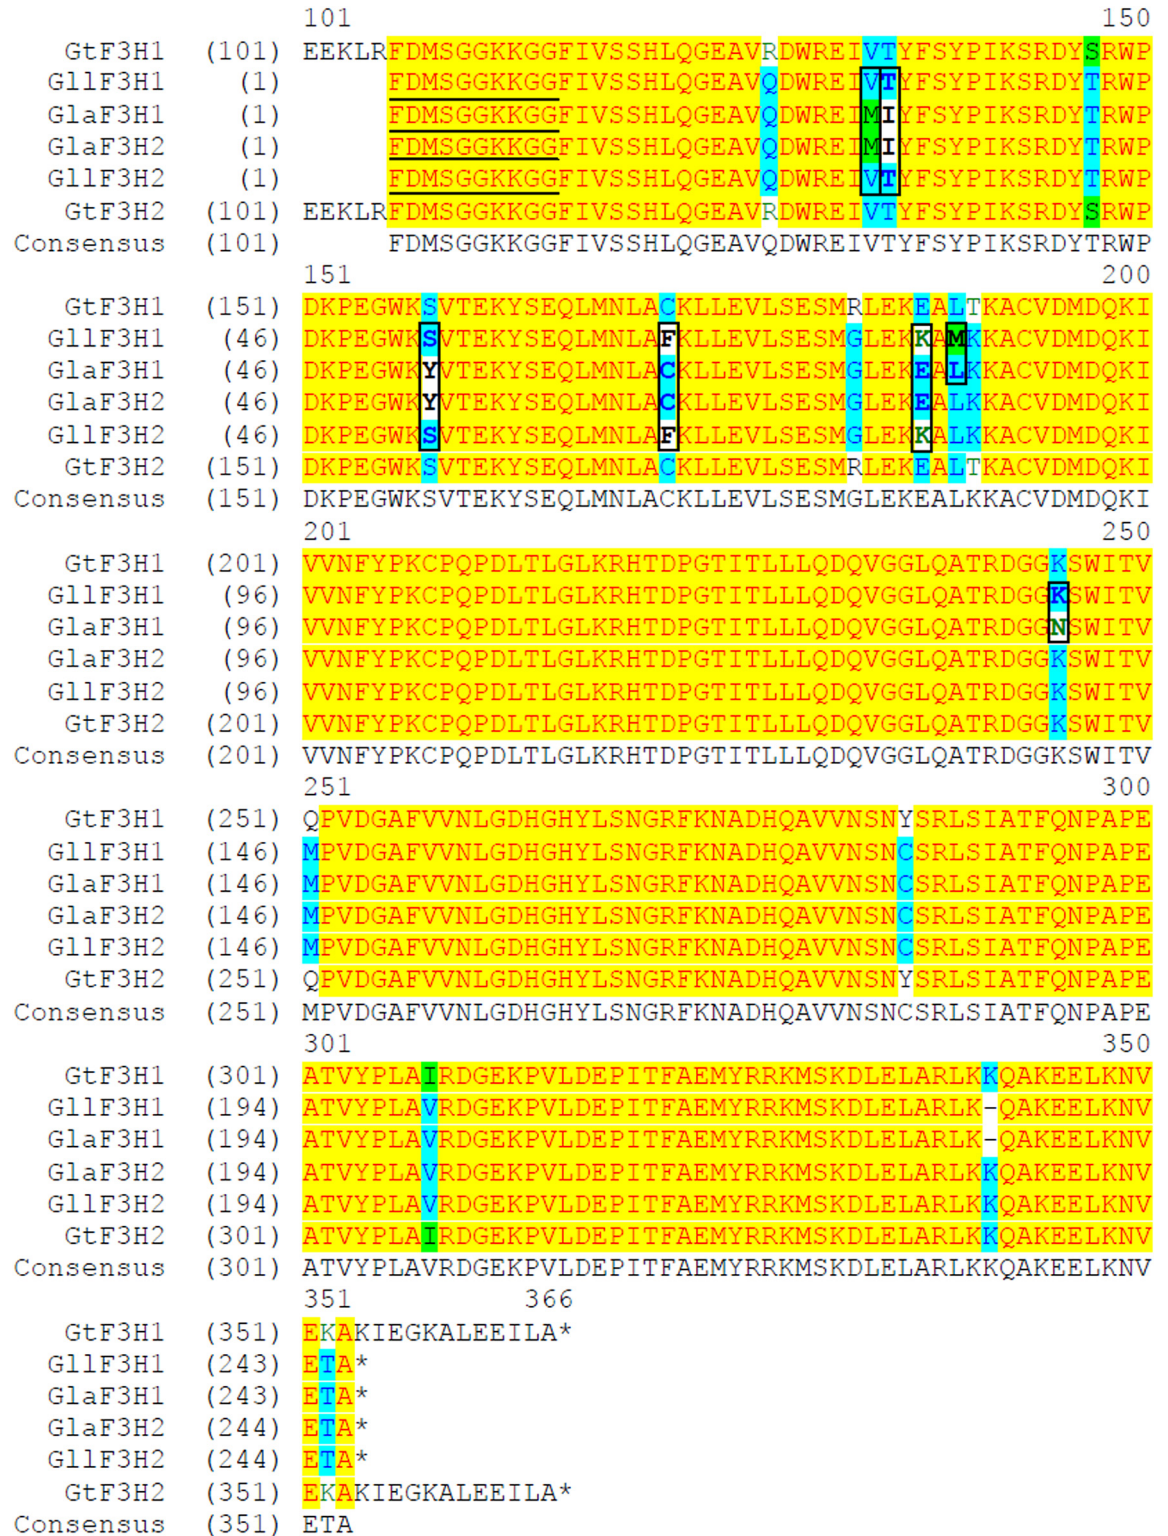 101 150
GtF3H1 (101) EEKLRFDMSGGKKGGFIVSSHLQGEAVRDWREIVTYFSYPIKSRDYSRWP
GllF3H1 (1) FDMSGGKKGGFIVSSHLQGEAVQDWREIVTYFSYPIKSRDYTRWP
GlaF3H1 (1) FDMSGGKKGGFIVSSHLQGEAVQDWREIMIYFSYPIKSRDYTRWP
GlaF3H2 (1) FDMSGGKKGGFIVSSHLQGEAVQDWREIMIYFSYPIKSRDYTRWP
GllF3H2 (1) FDMSGGKKGGFIVSSHLQGEAVQDWREIVTYFSYPIKSRDYTRWP
GtF3H2 (101) EEKLRFDMSGGKKGGFIVSSHLQGEAVRDWREIVTYFSYPIKSRDYSRWP
Consensus (101) FDMSGGKKGGFIVSSHLQGEAVQDWREIVTYFSYPIKSRDYTRWP
151 200
GtF3H1 (151) DKPEGWKSVTEKYSEQLMNLACKLLEVLSESMRLEKEALTKACVDMDQKI
GllF3H1 (46) DKPEGWKSVTEKYSEQLMNLAFKLLEVLSESMGLEKKAMKKACVDMDQKI
GlaF3H1 (46) DKPEGWKYVTEKYSEQLMNLACKLLEVLSESMGLEKEALKKACVDMDQKI
GlaF3H2 (46) DKPEGWKYVTEKYSEQLMNLACKLLEVLSESMGLEKEALKKACVDMDQKI
GllF3H2 (46) DKPEGWKSVTEKYSEQLMNLAFKLLEVLSESMGLEKKALKKACVDMDQKI
GtF3H2 (151) DKPEGWKSVTEKYSEQLMNLACKLLEVLSESMRLEKEALTKACVDMDQKI
Consensus (151) DKPEGWKSVTEKYSEQLMNLACKLLEVLSESMGLEKEALKKACVDMDQKI
201 250
GtF3H1 (201) VVNFYPKCPQPDLTLGLKRHTDPGTITLLLQDQVGGLQATRDGGKSWITV
GllF3H1 (96) VVNFYPKCPQPDLTLGLKRHTDPGTITLLLQDQVGGLQATRDGGKSWITV
GlaF3H1 (96) VVNFYPKCPQPDLTLGLKRHTDPGTITLLLQDQVGGLQATRDGGNSWITV
GlaF3H2 (96) VVNFYPKCPQPDLTLGLKRHTDPGTITLLLQDQVGGLQATRDGGKSWITV
GllF3H2 (96) VVNFYPKCPQPDLTLGLKRHTDPGTITLLLQDQVGGLQATRDGGKSWITV
GtF3H2 (201) VVNFYPKCPQPDLTLGLKRHTDPGTITLLLQDQVGGLQATRDGGKSWITV
Consensus (201) VVNFYPKCPQPDLTLGLKRHTDPGTITLLLQDQVGGLQATRDGGKSWITV
251 300
GtF3H1 (251) QPVDGAFVVNLGDHGHYLSNGRFKNADHQAVVNSNYSRLSIATFQNPAPE
GllF3H1 (146) MPVDGAFVVNLGDHGHYLSNGRFKNADHQAVVNSNCSRLSIATFQNPAPE
GlaF3H1 (146) MPVDGAFVVNLGDHGHYLSNGRFKNADHQAVVNSNCSRLSIATFQNPAPE
GlaF3H2 (146) MPVDGAFVVNLGDHGHYLSNGRFKNADHQAVVNSNCSRLSIATFQNPAPE
GllF3H2 (146) MPVDGAFVVNLGDHGHYLSNGRFKNADHQAVVNSNCSRLSIATFQNPAPE
GtF3H2 (251) QPVDGAFVVNLGDHGHYLSNGRFKNADHQAVVNSNYSRLSIATFQNPAPE
Consensus (251) MPVDGAFVVNLGDHGHYLSNGRFKNADHQAVVNSNCSRLSIATFQNPAPE
301 350
GtF3H1 (301) ATVYPLAIRDGEKPVLDEPITFAEMYRRKMSKDLELARLKKQAKEELKNV
GllF3H1 (194) ATVYPLAVRDGEKPVLDEPITFAEMYRRKMSKDLELARLK-QAKEELKNV
GlaF3H1 (194) ATVYPLAVRDGEKPVLDEPITFAEMYRRKMSKDLELARLK-QAKEELKNV
GlaF3H2 (194) ATVYPLAVRDGEKPVLDEPITFAEMYRRKMSKDLELARLKKQAKEELKNV
GllF3H2 (194) ATVYPLAVRDGEKPVLDEPITFAEMYRRKMSKDLELARLKKQAKEELKNV
GtF3H2 (301) ATVYPLAIRDGEKPVLDEPITFAEMYRRKMSKDLELARLKKQAKEELKNV
Consensus (301) ATVYPLAVRDGEKPVLDEPITFAEMYRRKMSKDLELARLKKQAKEELKNV
351 366
GtF3H1 (351) EKAKIEGKALEEILA*
GllF3H1 (243) ETA*
GlaF3H1 (243) ETA*
GlaF3H2 (244) ETA*
GllF3H2 (244) ETA*
GtF3H2 (351) EKAKIEGKALEEILA*
Consensus (351) ETA